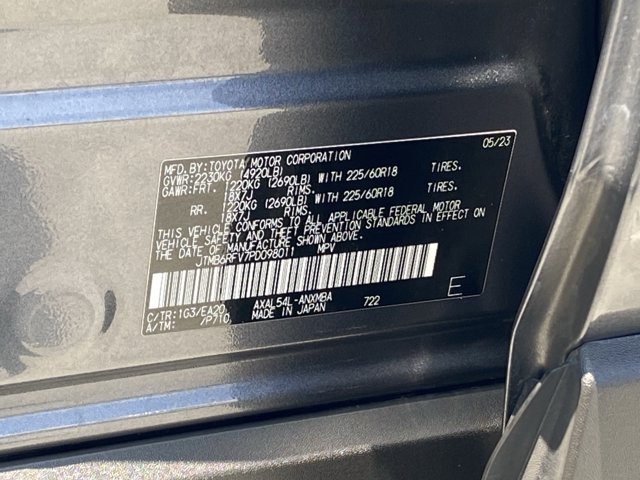 MFD.BY:TOYOTA MOTOR CORPORATION 05/23
GVWR:2230KG (4920LB)
GAWR:FRT. 1220KG (2690LB) WITH 225/60R18 TIRES.
18X7J RIMS.
RR. 1220KG (2690LB) WITH 225/60R18 TIRES.
18X7J RIMS.
THIS VEHICLE CONFORMS TO ALL APPLICABLE FEDERAL MOTOR
VEHICLE SAFETY AND THEFT PREVENTION STANDARDS IN EFFECT ON
THE DATE OF MANUFACTURE SHOWN ABOVE.
JTMB6RFV7PD098011 MPV
C/TR:1G3/EA20, AXAL54L-ANXMBA 722 E
A/TM: /P710, MADE IN JAPAN